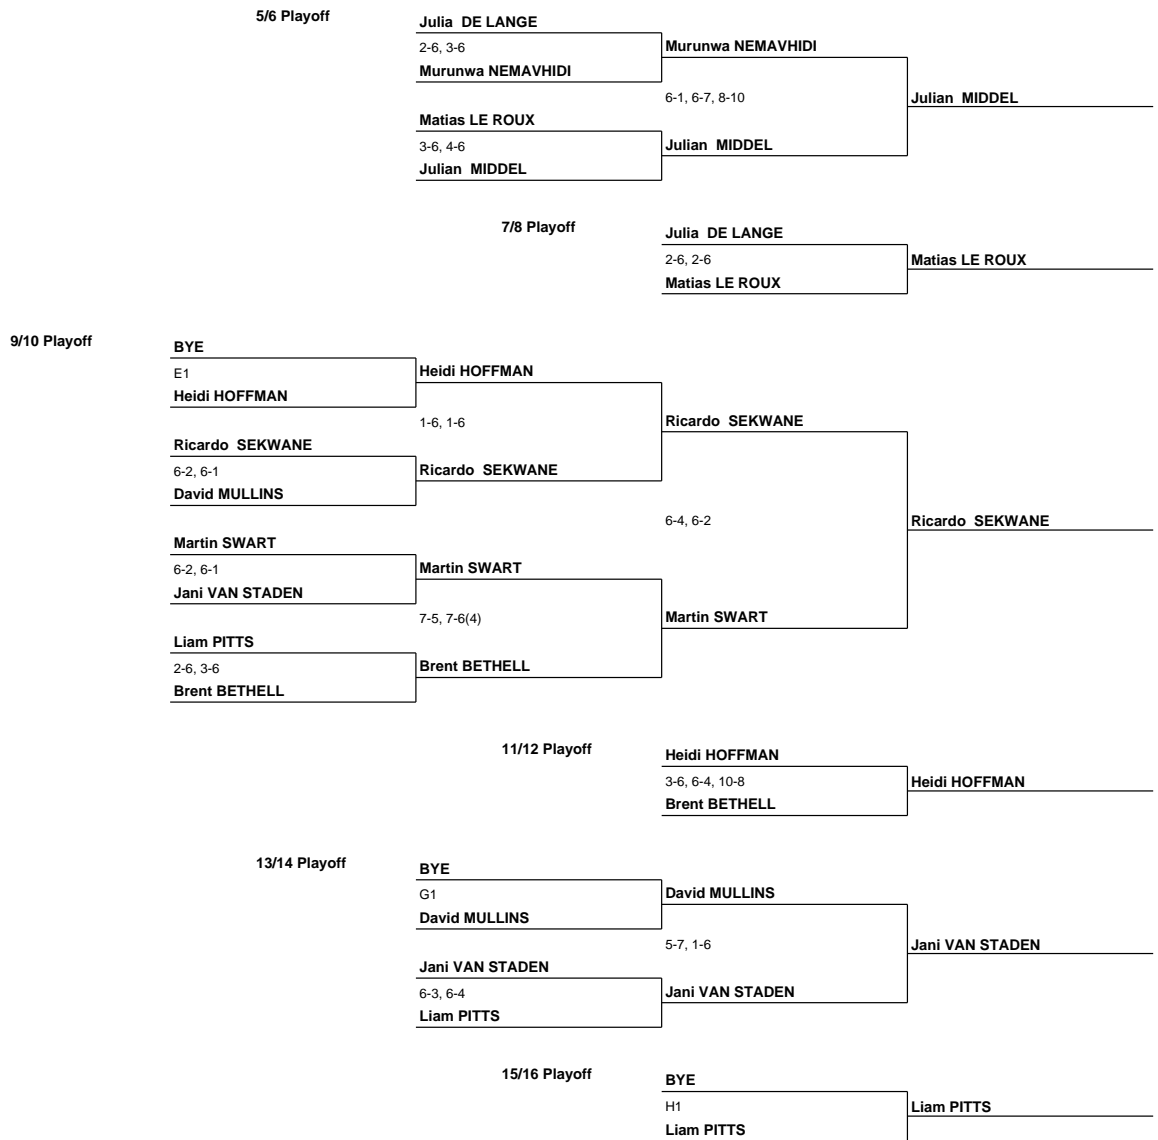 5/6 Playoff
Julia  DE LANGE
2-6, 3-6
Murunwa NEMAVHIDI
Murunwa NEMAVHIDI
6-1, 6-7, 8-10
Julian  MIDDEL
Matias LE ROUX
3-6, 4-6
Julian  MIDDEL
Julian  MIDDEL
7/8 Playoff
Julia  DE LANGE
2-6, 2-6
Matias LE ROUX
Matias LE ROUX
9/10 Playoff
BYE
E1
Heidi HOFFMAN
Heidi HOFFMAN
1-6, 1-6
Ricardo  SEKWANE
Ricardo  SEKWANE
6-2, 6-1
Ricardo  SEKWANE
David MULLINS
6-4, 6-2
Ricardo  SEKWANE
Martin SWART
6-2, 6-1
Martin SWART
Jani VAN STADEN
7-5, 7-6(4)
Martin SWART
Liam PITTS
2-6, 3-6
Brent BETHELL
Brent BETHELL
11/12 Playoff
Heidi HOFFMAN
3-6, 6-4, 10-8
Heidi HOFFMAN
Brent BETHELL
13/14 Playoff
BYE
G1
David MULLINS
David MULLINS
5-7, 1-6
Jani VAN STADEN
Jani VAN STADEN
6-3, 6-4
Jani VAN STADEN
Liam PITTS
15/16 Playoff
BYE
H1
Liam PITTS
Liam PITTS